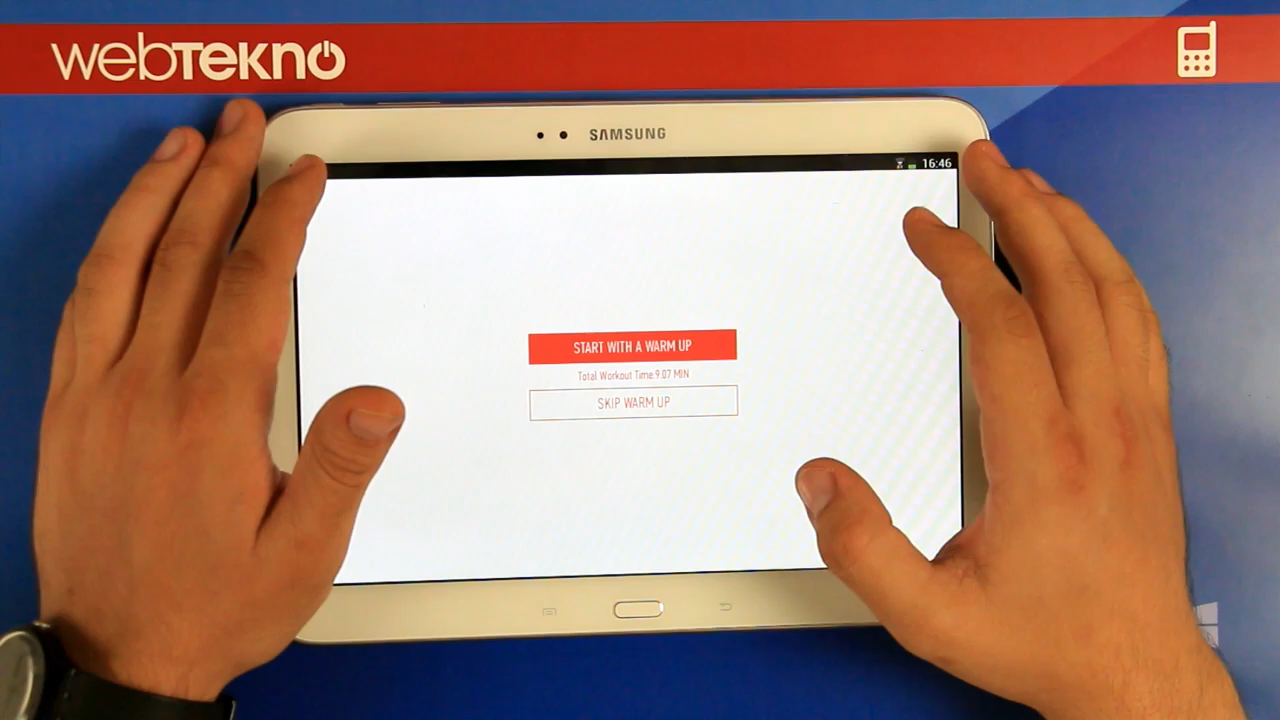 webTEKNO
SAMSUNG
16:46
START WITH A WARM UP
Total Workout Time:9.07 MIN
SKIP WARM UP